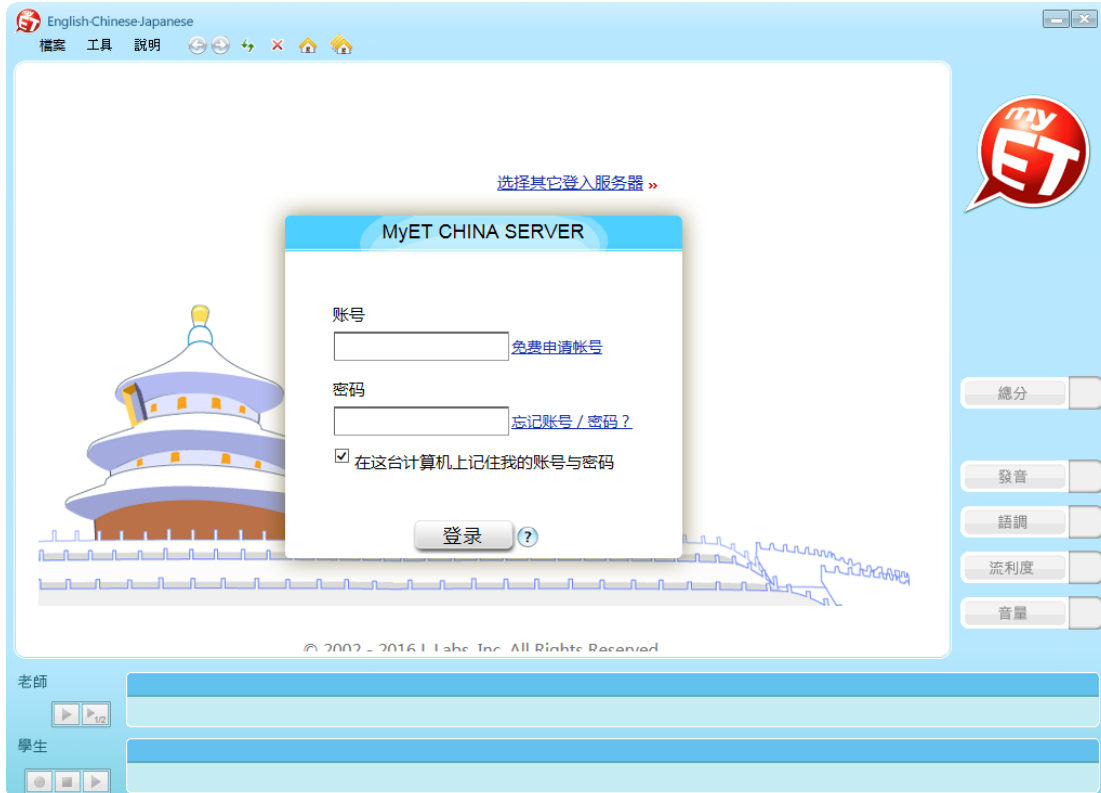 English·Chinese·Japanese
檔案 工具 說明
my
ET
选择其它登入服务器 »
MyET CHINA SERVER
账号
免费申请帐号
密码
忘记账号 / 密码？
在这台计算机上记住我的账号与密码
登录 ?
總分
發音
語調
流利度
音量
© 2002 - 2016 L Labs, Inc. All Rights Reserved
老師
1/2
學生